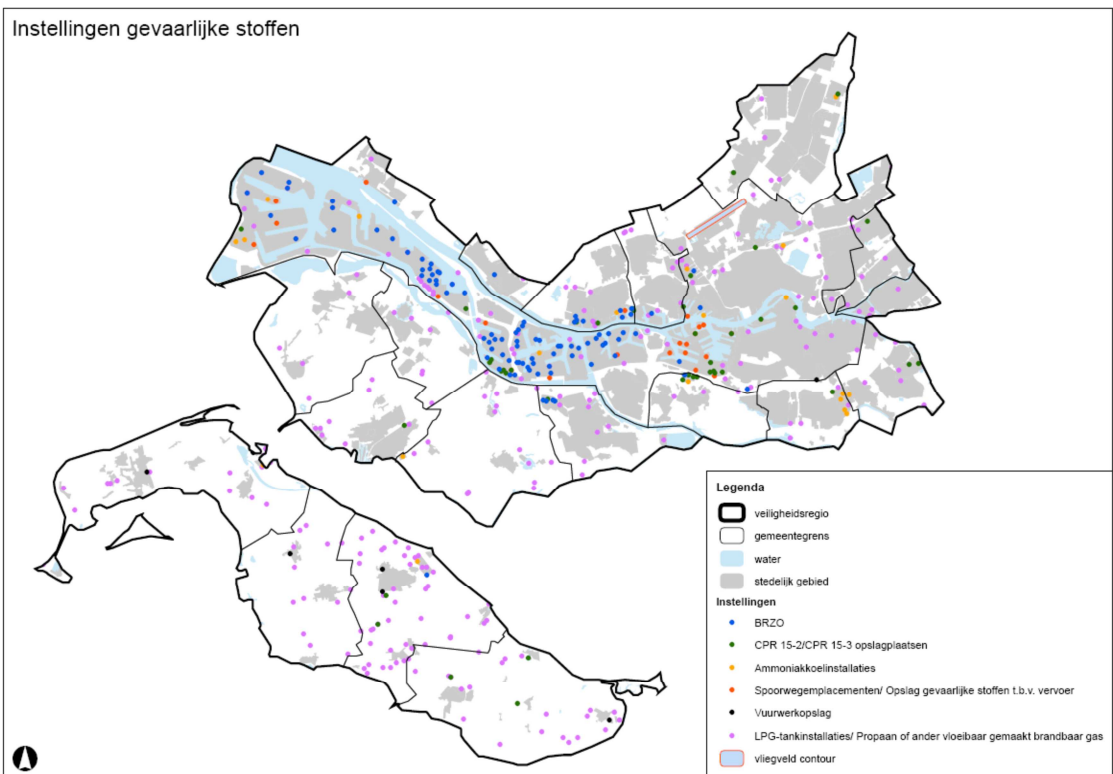 Instellingen gevaarlijke stoffen
Legenda
veiligheidsregio
gemeentegrens
water
stedelijk gebied
Instellingen
BRZO
CPR 15-2/CPR 15-3 opslagplaatsen
Ammoniakkoelinstallaties
Spoorwegemplacementen/ Opslag gevaarlijke stoffen t.b.v. vervoer
Vuurwerkopslag
LPG-tankinstallaties/ Propaan of ander vloeibaar gemaakt brandbaar gas
vliegveld contour